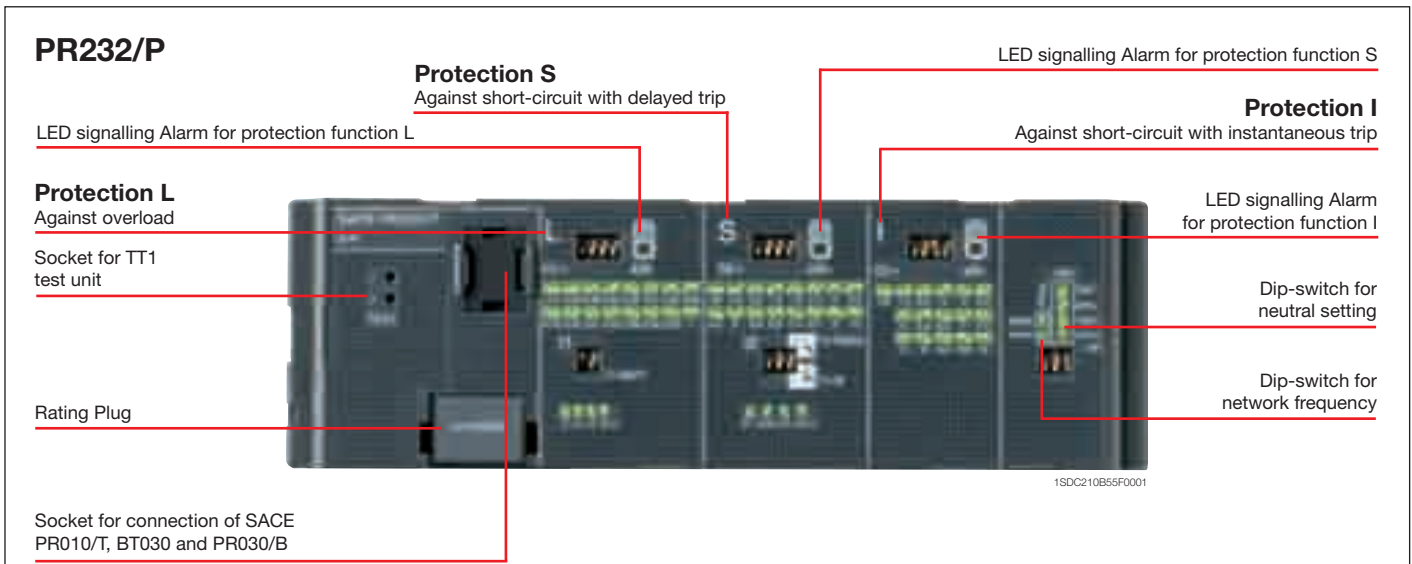 PR232/P
LED signalling Alarm for protection function S
Protection S
Against short-circuit with delayed trip
Protection I
Against short-circuit with instantaneous trip
LED signalling Alarm for protection function L
Protection L
Against overload
LED signalling Alarm
for protection function I
Socket for TT1
test unit
L
S
I
Dip-switch for
neutral setting
Dip-switch for
network frequency
Rating Plug
1SDC210B55F0001
Socket for connection of SACE
PR010/T, BT030 and PR030/B